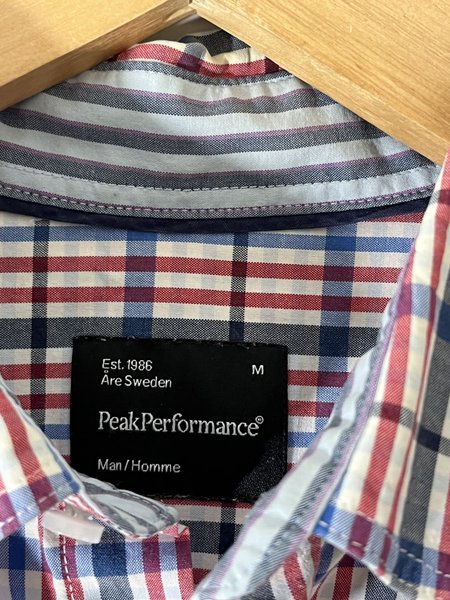 Est. 1986
M
Åre Sweden
PeakPerformance®
Man/Homme